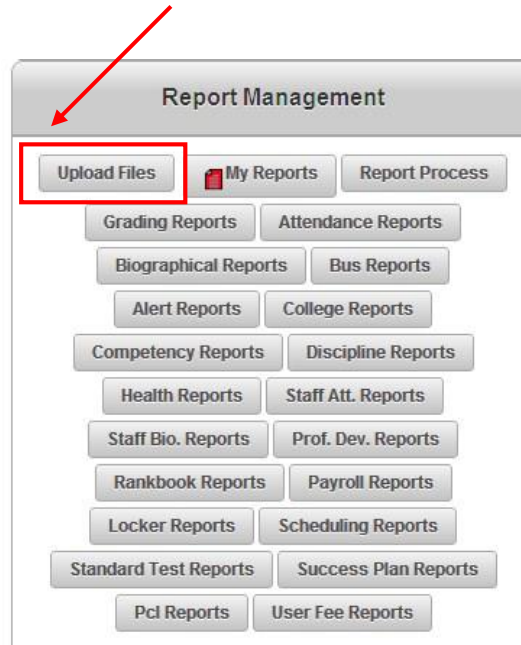 Report Management
Upload Files My Reports Report Process
Grading Reports Attendance Reports
Biographical Reports Bus Reports
Alert Reports College Reports
Competency Reports Discipline Reports
Health Reports Staff Att. Reports
Staff Bio. Reports Prof. Dev. Reports
Rankbook Reports Payroll Reports
Locker Reports Scheduling Reports
Standard Test Reports Success Plan Reports
Pcl Reports User Fee Reports